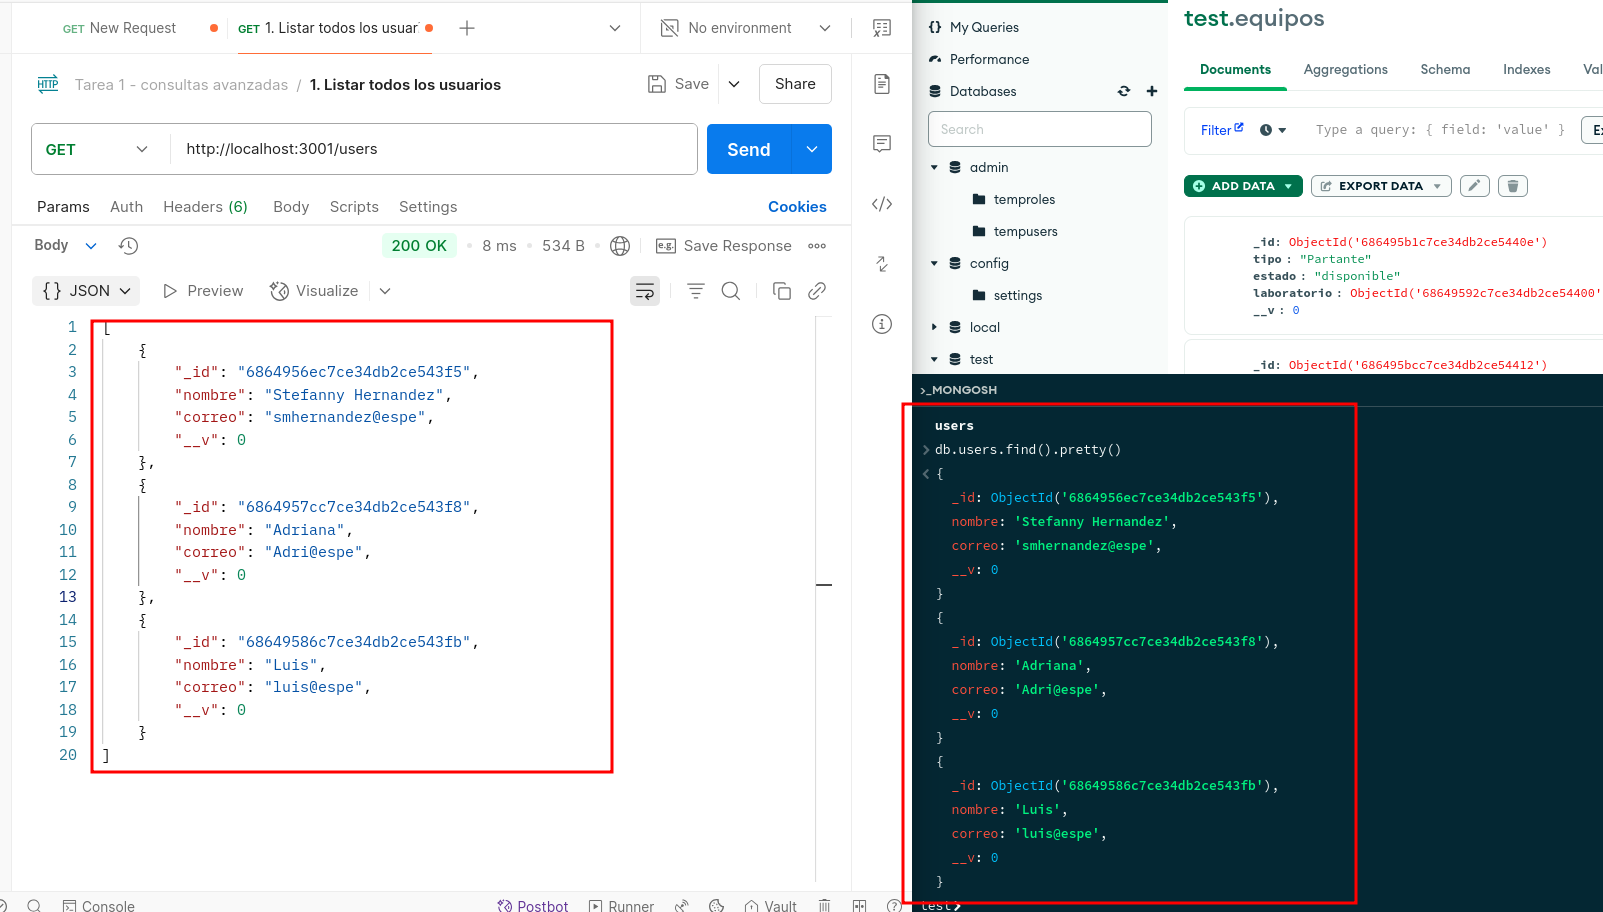 GET New Request
GET 1. Listar todos los usuar
No environment
Tarea 1 - consultas avanzadas / 1. Listar todos los usuarios
Save
Share
GET
http://localhost:3001/users
Send
Params Auth Headers (6) Body Scripts Settings
Cookies
Body
200 OK 8 ms 534 B
e.g. Save Response
{} JSON Preview Visualize
1 [
2 {
3 "_id": "6864956ec7ce34db2ce543f5",
4 "nombre": "Stefanny Hernandez",
5 "correo": "smhernandez@espe",
6 "__v": 0
7 },
8 {
9 "_id": "6864957cc7ce34db2ce543f8",
10 "nombre": "Adriana",
11 "correo": "Adri@espe",
12 "__v": 0
13 },
14 {
15 "_id": "68649586c7ce34db2ce543fb",
16 "nombre": "Luis",
17 "correo": "luis@espe",
18 "__v": 0
19 }
20 ]
Console
Postbot Runner Vault
{} My Queries
Performance
Databases
Search
admin
temproles
tempusers
config
settings
local
test
test.equipos
Documents Aggregations Schema Indexes Val
Filter
Type a query: { field: 'value' }
Ex
ADD DATA EXPORT DATA
_id: ObjectId('686495b1c7ce34db2ce5440e')
tipo : "Partante"
estado : "disponible"
laboratorio : ObjectId('68649592c7ce34db2ce54400'
__v : 0
_id: ObjectId('686495bcc7ce34db2ce54412')
>_MONGOSH
users
> db.users.find().pretty()
< {
_id: ObjectId('6864956ec7ce34db2ce543f5'),
nombre: 'Stefanny Hernandez',
correo: 'smhernandez@espe',
__v: 0
}
{
_id: ObjectId('6864957cc7ce34db2ce543f8'),
nombre: 'Adriana',
correo: 'Adri@espe',
__v: 0
}
{
_id: ObjectId('68649586c7ce34db2ce543fb'),
nombre: 'Luis',
correo: 'luis@espe',
__v: 0
}
test>